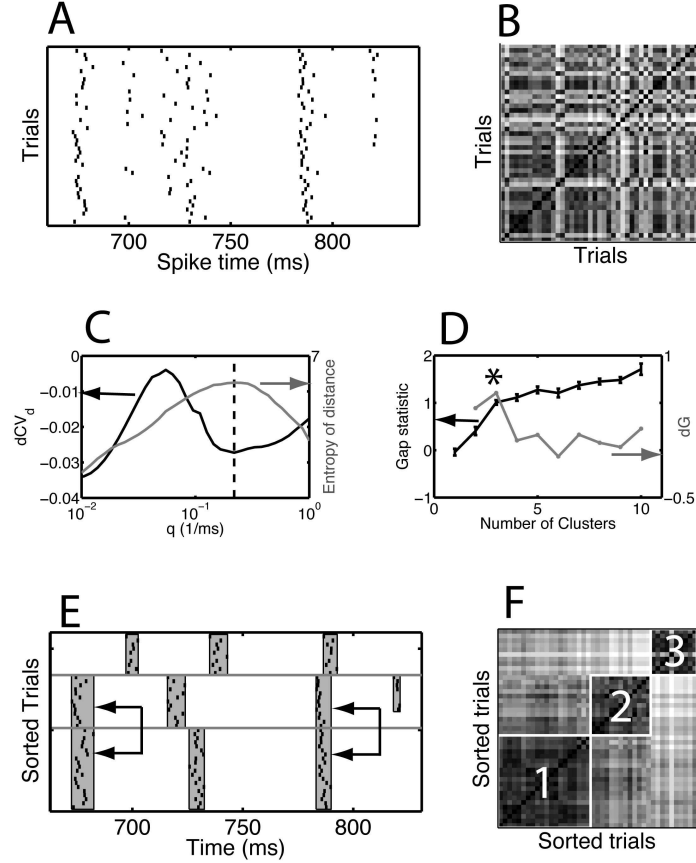 A
Trials
700
750
800
Spike time (ms)
B
Trials
Trials
C
0
−0.01
−0.02
−0.03
−0.04
dCVd
7
Entropy of distance
10−2
10−1
100
q (1/ms)
D
2
1
0
−1
Gap statistic
*
1
−0.5
dG
0
5
10
Number of Clusters
E
Sorted Trials
700
750
800
Time (ms)
F
Sorted trials
1
2
3
Sorted trials